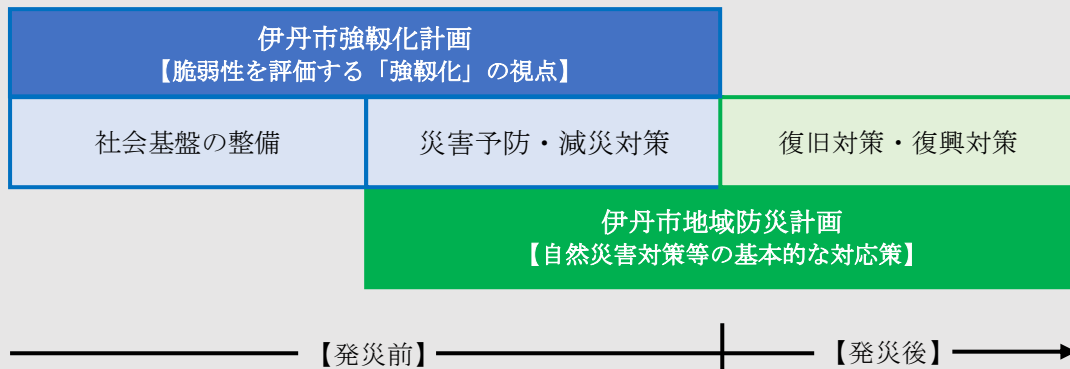 伊丹市強靱化計画
【脆弱性を評価する「強靱化」の視点】
社会基盤の整備
災害予防・減災対策
復旧対策・復興対策
伊丹市地域防災計画
【自然災害対策等の基本的な対応策】
【発災前】
【発災後】